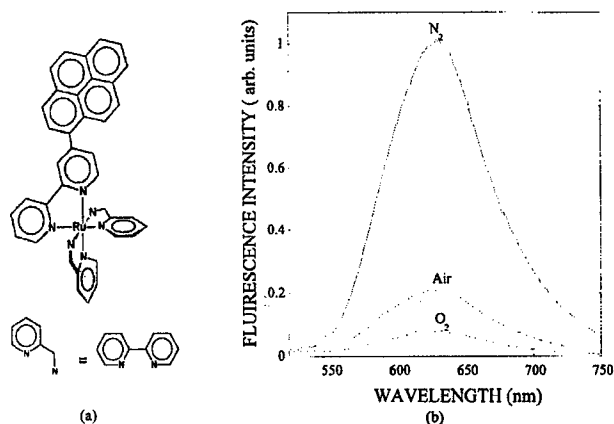 N
N
N
N
Ru
N
N
N
N
=
N
N
(a)
FLUIRESCENCE INTENSITY ( arb. units)
1
0.8
0.6
0.4
0.2
0
N2
Air
O2
550
600
650
700
750
WAVELENGTH (nm)
(b)